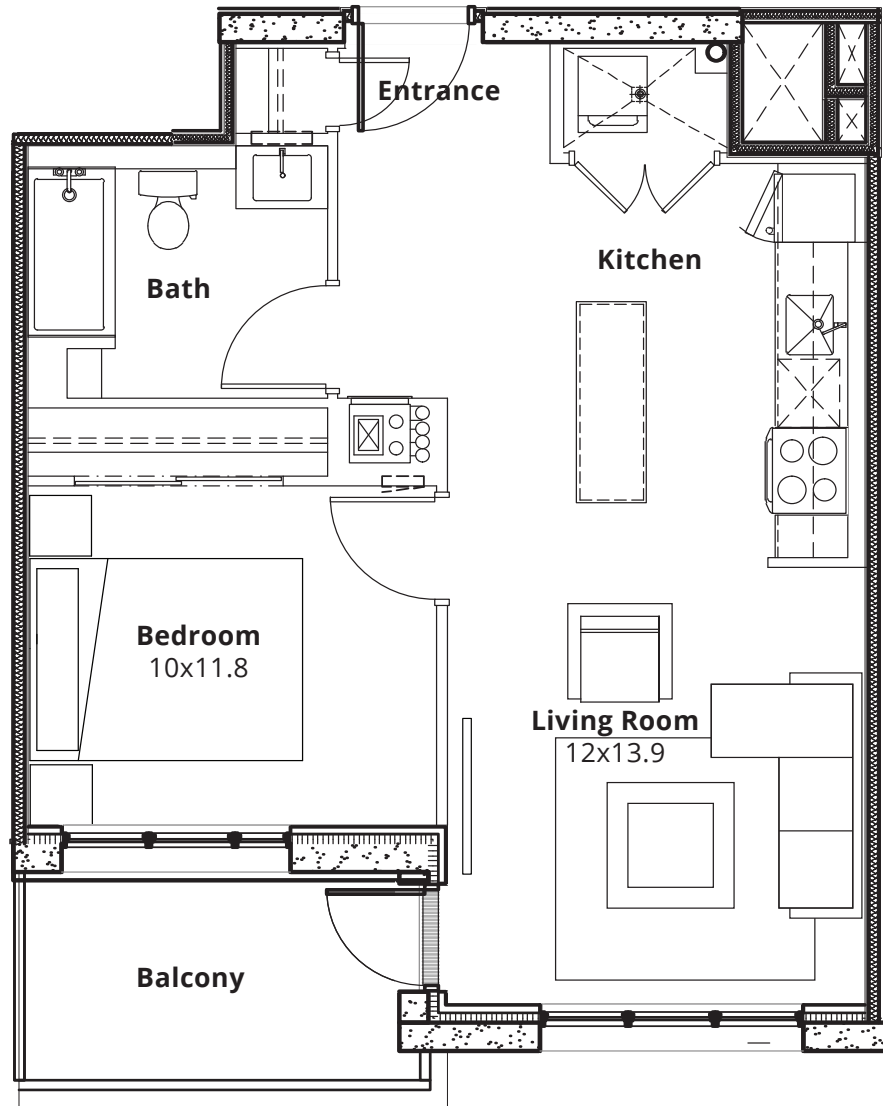 Entrance
Kitchen
Bath
Bedroom
10x11.8
Living Room
12x13.9
Balcony